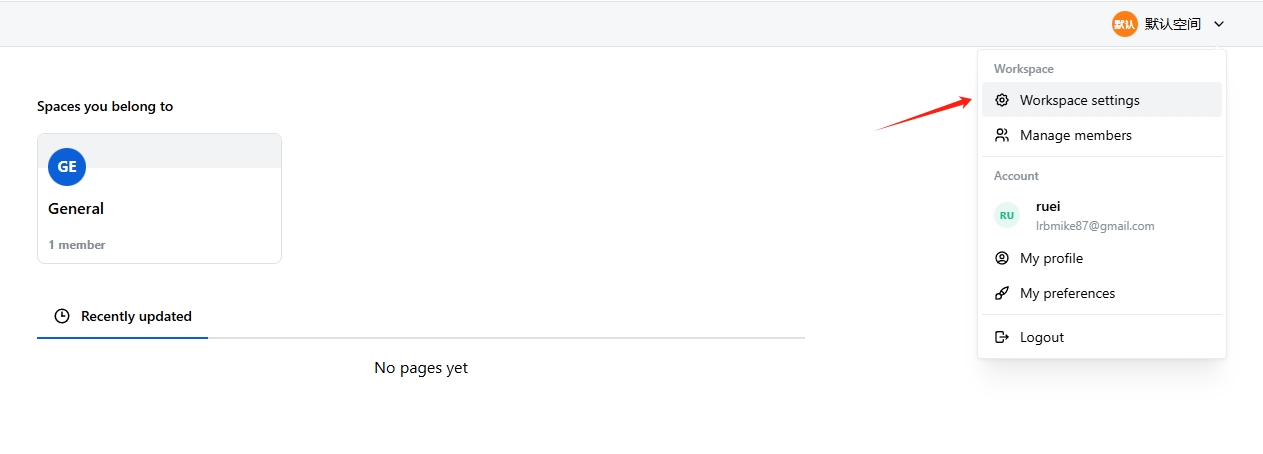 默认 默认空间
Workspace
Workspace settings
Manage members
Account
RU
ruei
lrbmike87@gmail.com
My profile
My preferences
Logout
Spaces you belong to
GE
General
1 member
Recently updated
No pages yet